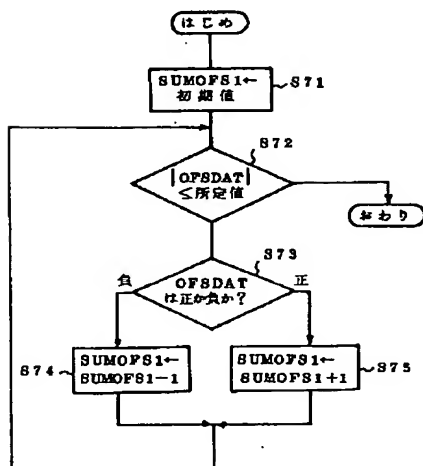 はじめ
SUMOFS1←
初期値
S71
S72
|OFSDAT|
≦所定値
おわり
S73
負
OFSDAT
は正か負か?
正
S74
SUMOFS1←
SUMOFS1-1
SUMOFS1←
SUMOFS1+1
S75